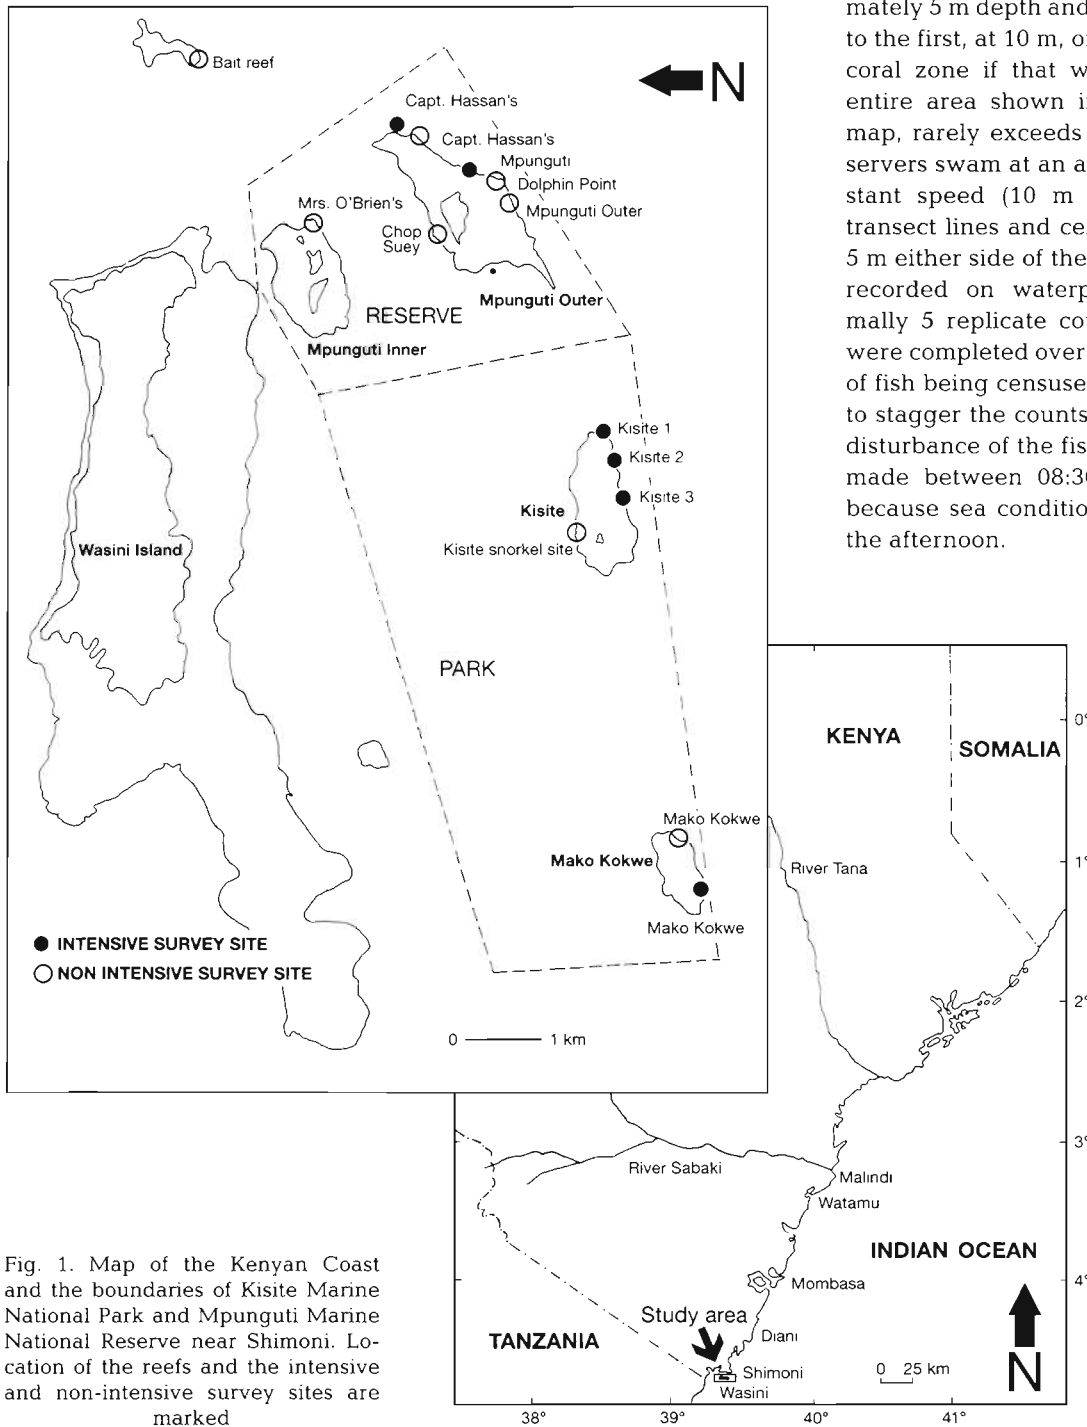 mately 5 m depth and
to the first, at 10 m, o
coral zone if that w
entire area shown i
map, rarely exceeds
servers swam at an a
stant speed (10 m
transect lines and ce
5 m either side of the
recorded on waterp
mally 5 replicate co
were completed over
of fish being censuse
to stagger the counts
disturbance of the fis
made between 08:30
because sea conditio
the afternoon.
Bait reef
N
Capt. Hassan's
Capt. Hassan's
Mpunguti
Dolphin Point
Mpunguti Outer
Mrs. O'Brien's
Chop
Suey
Mpunguti Outer
RESERVE
Mpunguti Inner
Kisite 1
Kisite 2
Kisite 3
Kisite
Kisite snorkel site
Wasini Island
PARK
Mako Kokwe
Mako Kokwe
Mako Kokwe
INTENSIVE SURVEY SITE
NON INTENSIVE SURVEY SITE
0 1 km
KENYA
SOMALIA
0°
1°
River Tana
2°
3°
River Sabaki
Malindi
Watamu
INDIAN OCEAN
4°
Mombasa
Study area
Diani
TANZANIA
Shimoni
Wasini
0 25 km
N
38° 39° 40° 41°
Fig. 1. Map of the Kenyan Coast
and the boundaries of Kisite Marine
National Park and Mpunguti Marine
National Reserve near Shimoni. Lo-
cation of the reefs and the intensive
and non-intensive survey sites are
marked